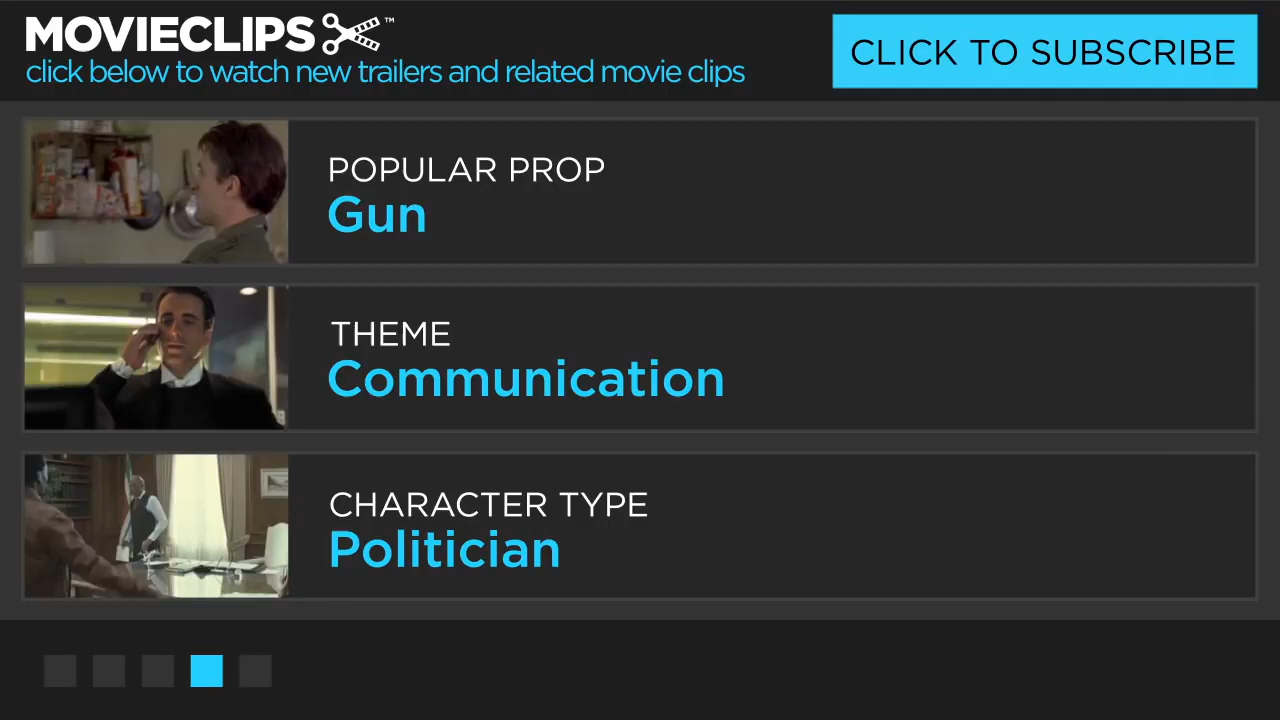 MOVIECLIPS™
click below to watch new trailers and related movie clips
CLICK TO SUBSCRIBE
POPULAR PROP
Gun
THEME
Communication
CHARACTER TYPE
Politician